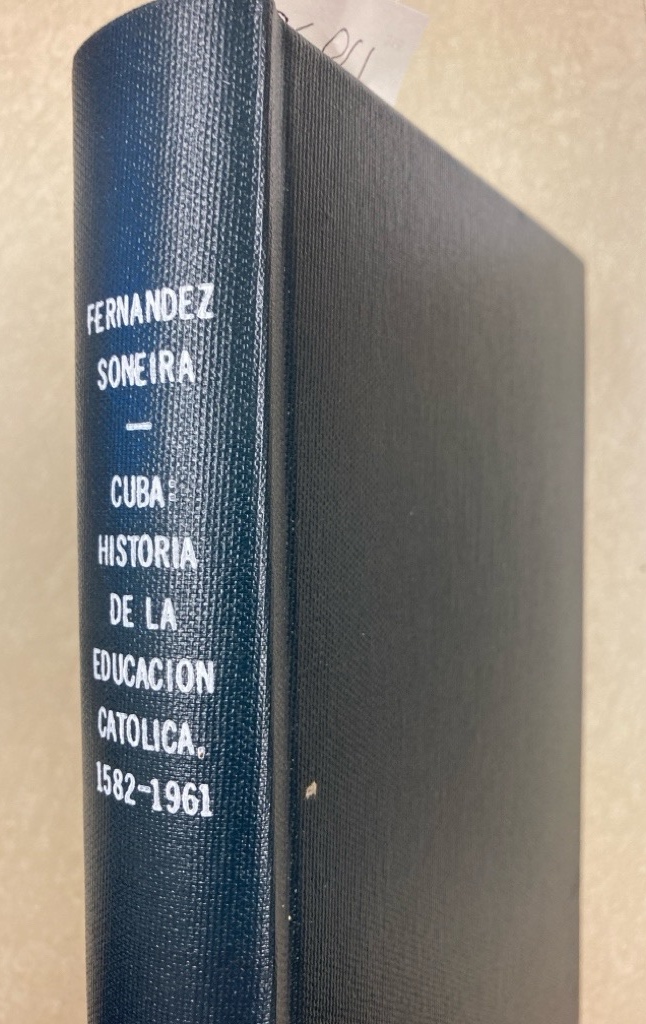 FERNANDEZ
SONEIRA
—
CUBA:
HISTORIA
DE LA
EDUCACION
CATOLICA,
1582-1961